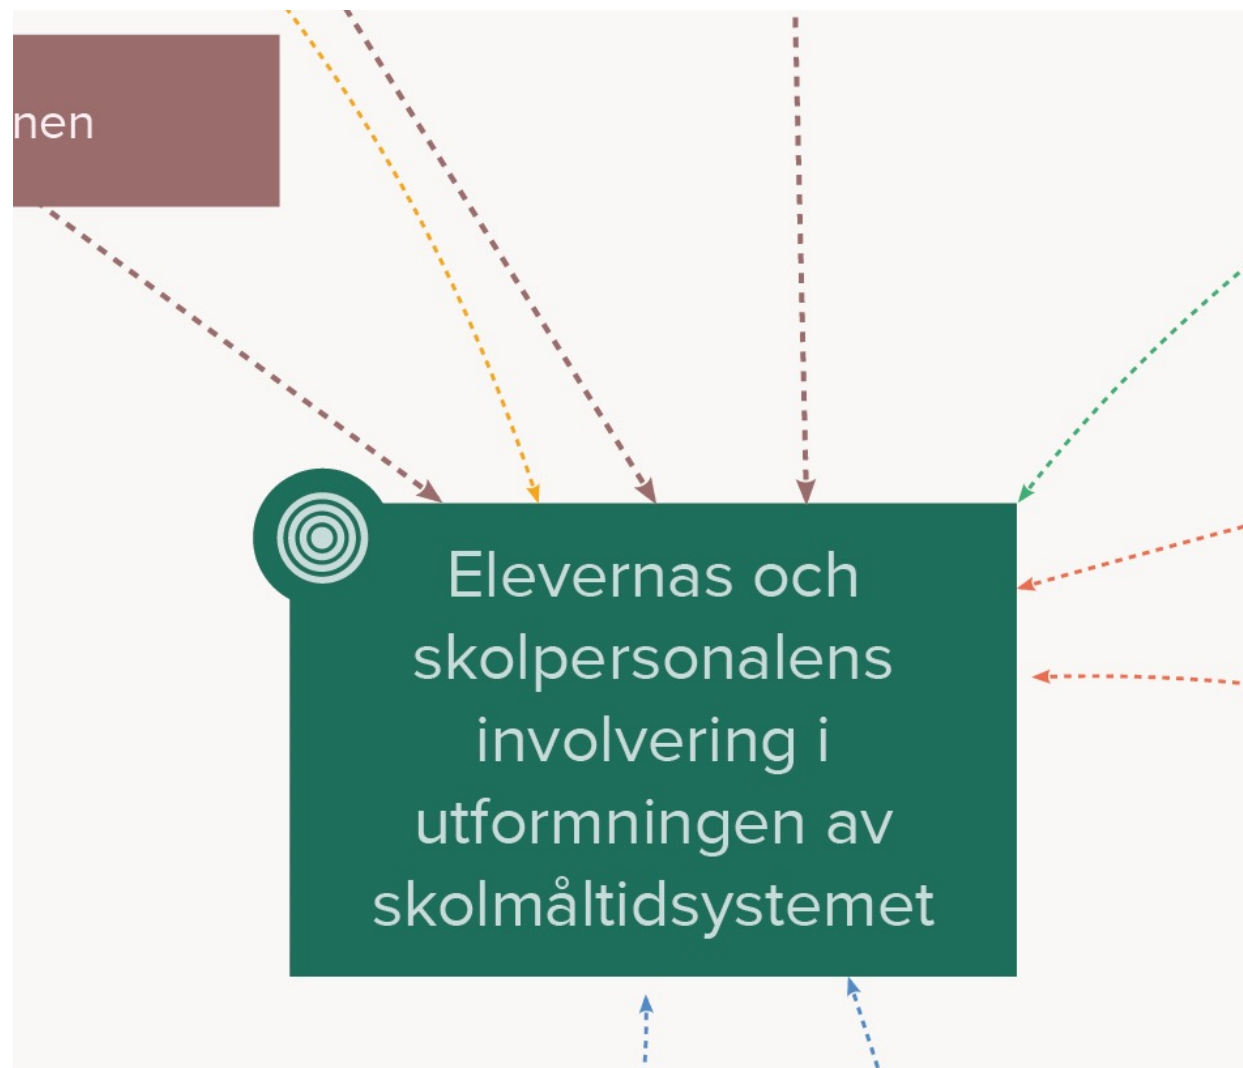 nen
Elevernas och
skolpersonalens
involvering i
utformningen av
skolmåltidsystemet